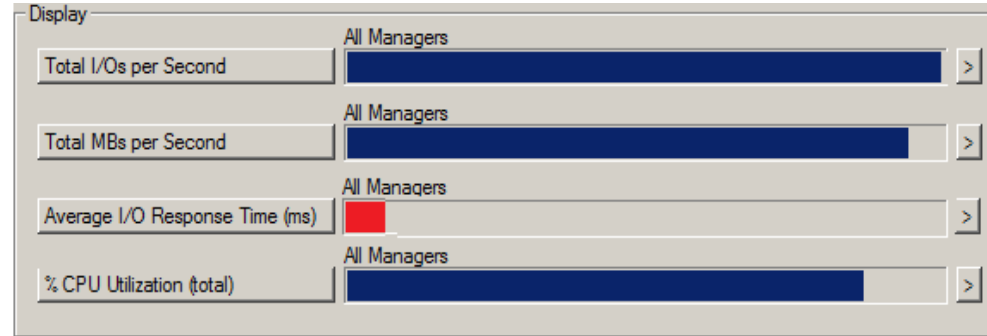 Display
All Managers
Total I/Os per Second
>
All Managers
Total MBs per Second
>
All Managers
Average I/O Response Time (ms)
>
All Managers
% CPU Utilization (total)
>